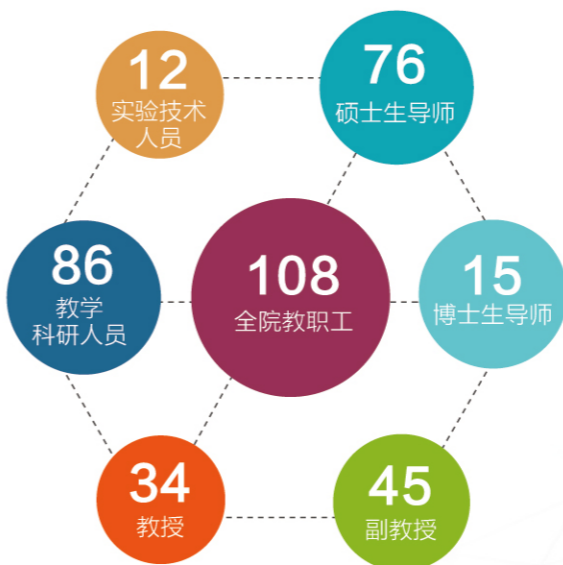 12
实验技术
人员
76
硕士生导师
86
教学
科研人员
108
全院教职工
15
博士生导师
34
教授
45
副教授